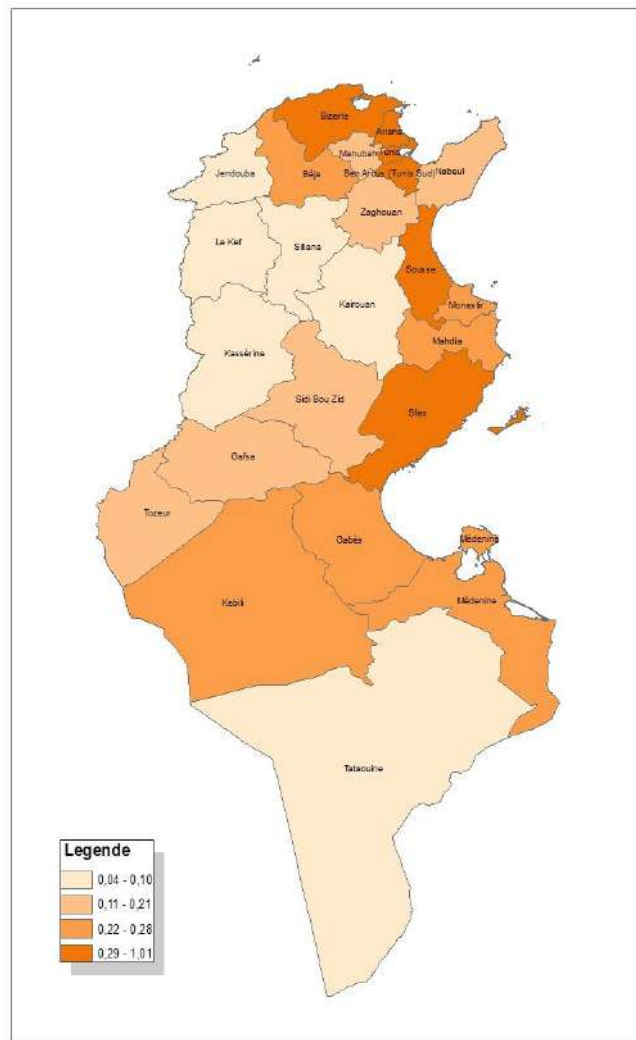 Bizerte
Ariana
Manubah
Tunis
Jendouba
Béja
Ben Arous (Tunis Sud)
Nabeul
Zaghouan
Le Kef
Siliana
Sousse
Kairouan
Monastir
Mahdia
Kassérine
Sidi Bou Zid
Sfax
Gafsa
Tozeur
Gabès
Médenine
Kebili
Médenine
Tataouine
Legende
0,04 - 0,10
0,11 - 0,21
0,22 - 0,28
0,29 - 1,01